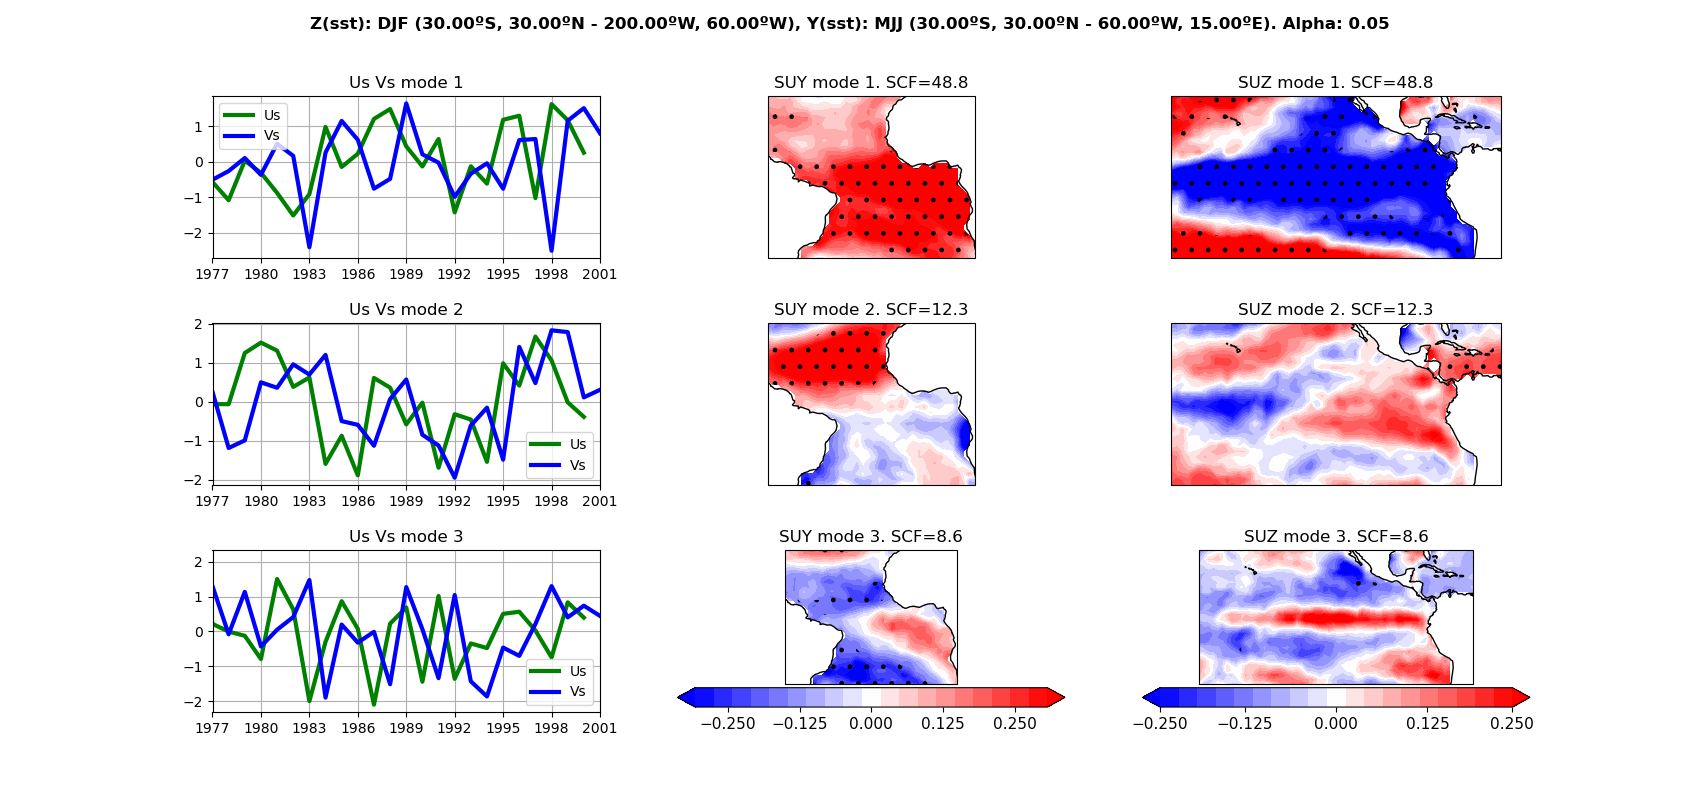 Z(sst): DJF (30.00ºS, 30.00ºN - 200.00ºW, 60.00ºW), Y(sst): MJJ (30.00ºS, 30.00ºN - 60.00ºW, 15.00ºE). Alpha: 0.05
Us Vs mode 1
SUY mode 1. SCF=48.8
SUZ mode 1. SCF=48.8
Us
Vs
1
0
−1
−2
1977 1980 1983 1986 1989 1992 1995 1998 2001
Us Vs mode 2
SUY mode 2. SCF=12.3
SUZ mode 2. SCF=12.3
2
1
0
−1
−2
Us
Vs
1977 1980 1983 1986 1989 1992 1995 1998 2001
Us Vs mode 3
SUY mode 3. SCF=8.6
SUZ mode 3. SCF=8.6
2
1
0
−1
−2
Us
Vs
1977 1980 1983 1986 1989 1992 1995 1998 2001
−0.250 −0.125 0.000 0.125 0.250
−0.250 −0.125 0.000 0.125 0.250